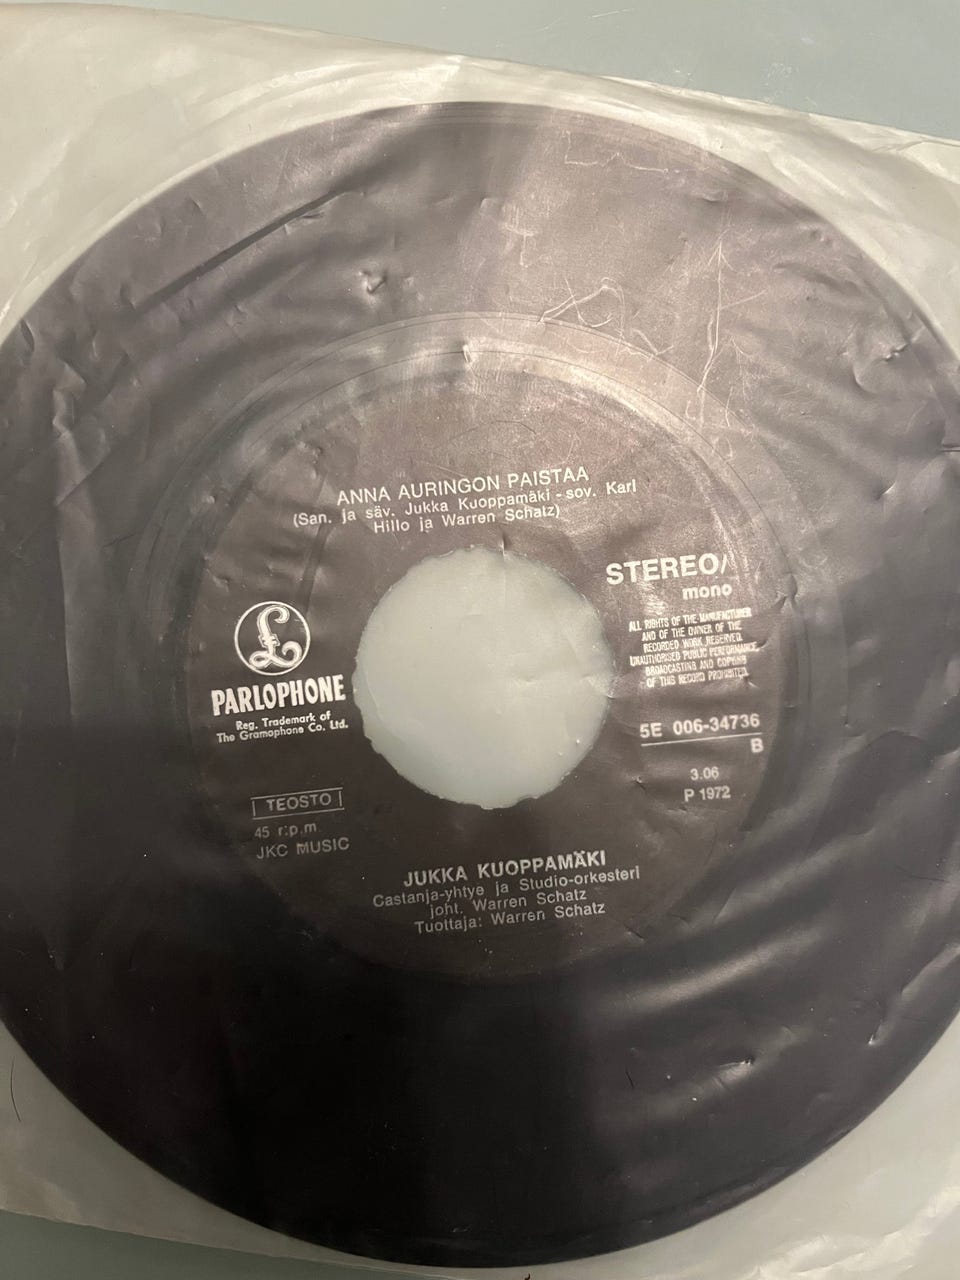 ANNA AURINGON PAISTAA
(San. ja säv. Jukka Kuoppamäki - sov. Karl
Hillo ja Warren Schatz)
STEREO/
mono
ALL RIGHTS OF THE MANUFACTURER
AND OF THE OWNER OF THE
RECORDED WORK RESERVED.
UNAUTHORISED PUBLIC PERFORMANCE,
BROADCASTING AND COPYING
OF THIS RECORD PROHIBITED.
£
PARLOPHONE
Reg. Trademark of
The Gramophone Co. Ltd.
5E 006-34736
B
3.06
P 1972
TEOSTO
45 r.p.m.
JKC MUSIC
JUKKA KUOPPAMÄKI
Castanja-yhtye ja Studio-orkesteri
joht. Warren Schatz
Tuottaja: Warren Schatz